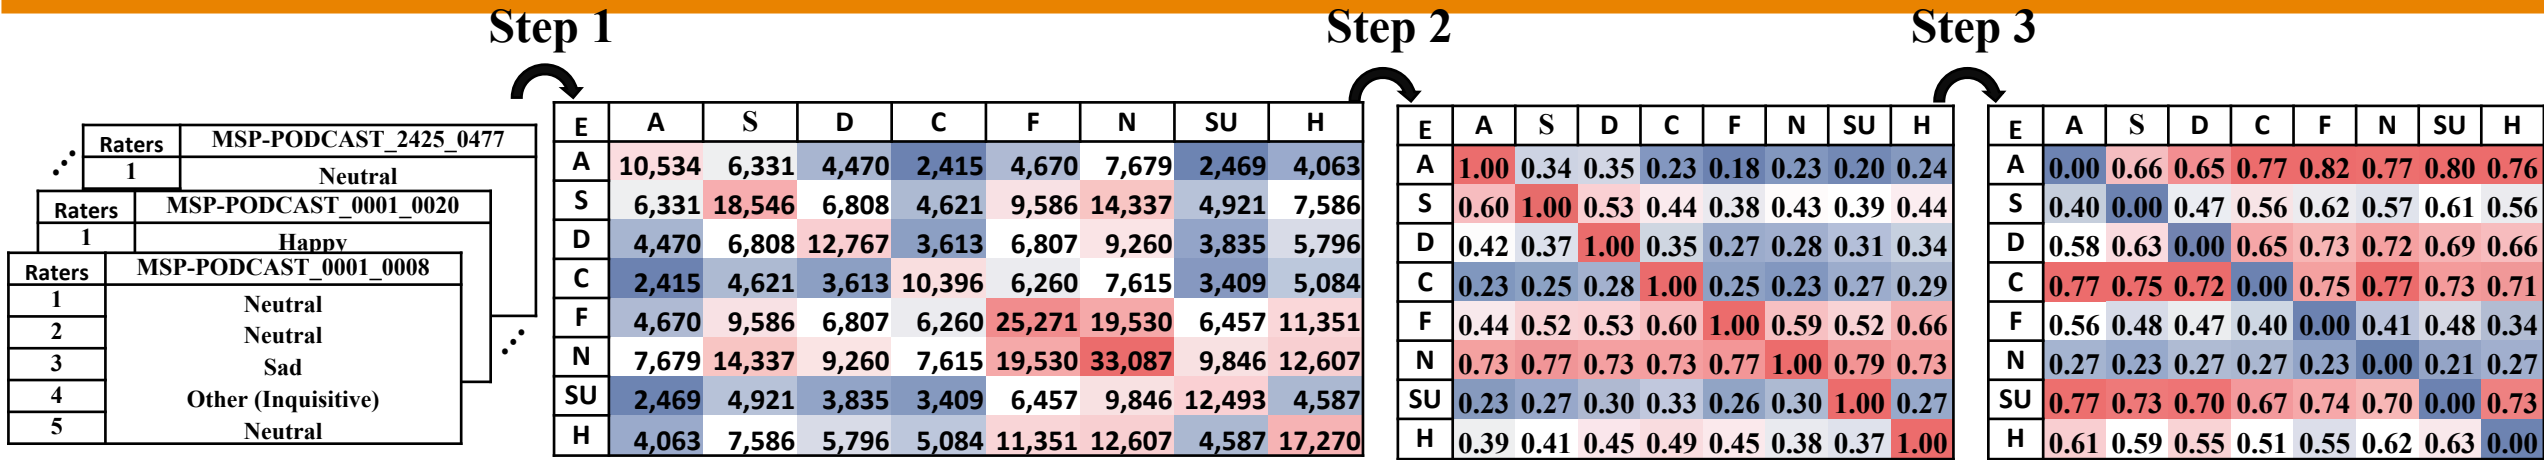 Step 1 Step 2 Step 3
Raters MSP-PODCAST_2425_0477
1 Neutral
Raters MSP-PODCAST_0001_0020
1 Happy
Raters MSP-PODCAST_0001_0008
1 Neutral
2 Neutral
3 Sad
4 Other (Inquisitive)
5 Neutral
E A S D C F N SU H
A 10,534 6,331 4,470 2,415 4,670 7,679 2,469 4,063
S 6,331 18,546 6,808 4,621 9,586 14,337 4,921 7,586
D 4,470 6,808 12,767 3,613 6,807 9,260 3,835 5,796
C 2,415 4,621 3,613 10,396 6,260 7,615 3,409 5,084
F 4,670 9,586 6,807 6,260 25,271 19,530 6,457 11,351
N 7,679 14,337 9,260 7,615 19,530 33,087 9,846 12,607
SU 2,469 4,921 3,835 3,409 6,457 9,846 12,493 4,587
H 4,063 7,586 5,796 5,084 11,351 12,607 4,587 17,270
E A S D C F N SU H
A 1.00 0.34 0.35 0.23 0.18 0.23 0.20 0.24
S 0.60 1.00 0.53 0.44 0.38 0.43 0.39 0.44
D 0.42 0.37 1.00 0.35 0.27 0.28 0.31 0.34
C 0.23 0.25 0.28 1.00 0.25 0.23 0.27 0.29
F 0.44 0.52 0.53 0.60 1.00 0.59 0.52 0.66
N 0.73 0.77 0.73 0.73 0.77 1.00 0.79 0.73
SU 0.23 0.27 0.30 0.33 0.26 0.30 1.00 0.27
H 0.39 0.41 0.45 0.49 0.45 0.38 0.37 1.00
E A S D C F N SU H
A 0.00 0.66 0.65 0.77 0.82 0.77 0.80 0.76
S 0.40 0.00 0.47 0.56 0.62 0.57 0.61 0.56
D 0.58 0.63 0.00 0.65 0.73 0.72 0.69 0.66
C 0.77 0.75 0.72 0.00 0.75 0.77 0.73 0.71
F 0.56 0.48 0.47 0.40 0.00 0.41 0.48 0.34
N 0.27 0.23 0.27 0.27 0.23 0.00 0.21 0.27
SU 0.77 0.73 0.70 0.67 0.74 0.70 0.00 0.73
H 0.61 0.59 0.55 0.51 0.55 0.62 0.63 0.00